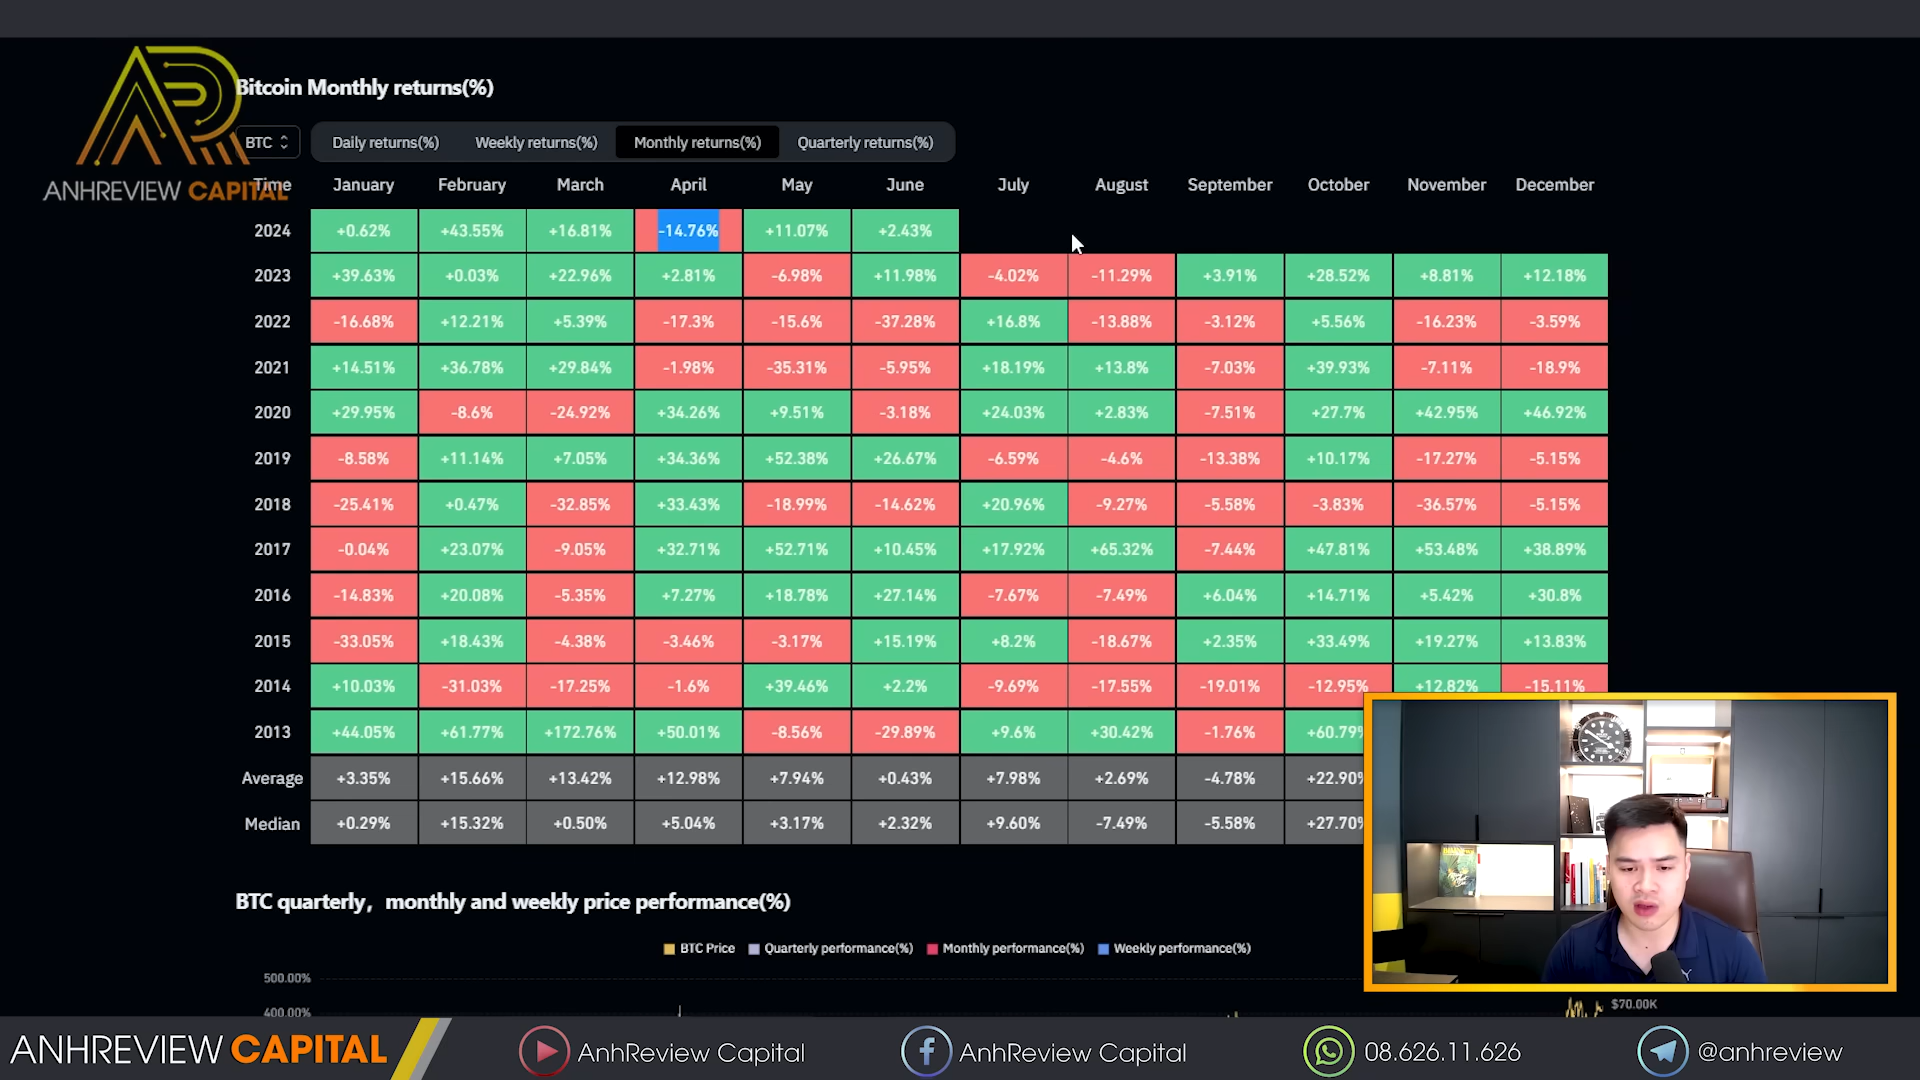 Bitcoin Monthly returns(%)
BTC Daily returns(%) Weekly returns(%) Monthly returns(%) Quarterly returns(%)
ANHREVIEW CAPITAL
Time January February March April May June July August September October November December
2024 +0.62% +43.55% +16.81% -14.76% +11.07% +2.43%
2023 +39.63% +0.03% +22.96% +2.81% -6.98% +11.98% -4.02% -11.29% +3.91% +28.52% +8.81% +12.18%
2022 -16.68% +12.21% +5.39% -17.3% -15.6% -37.28% +16.8% -13.88% -3.12% +5.56% -16.23% -3.59%
2021 +14.51% +36.78% +29.84% -1.98% -35.31% -5.95% +18.19% +13.8% -7.03% +39.93% -7.11% -18.9%
2020 +29.95% -8.6% -24.92% +34.26% +9.51% -3.18% +24.03% +2.83% -7.51% +27.7% +42.95% +46.92%
2019 -8.58% +11.14% +7.05% +34.36% +52.38% +26.67% -6.59% -4.6% -13.38% +10.17% -17.27% -5.15%
2018 -25.41% +0.47% -32.85% +33.43% -18.99% -14.62% +20.96% -9.27% -5.58% -3.83% -36.57% -5.15%
2017 -0.04% +23.07% -9.05% +32.71% +52.71% +10.45% +17.92% +65.32% -7.44% +47.81% +53.48% +38.89%
2016 -14.83% +20.08% -5.35% +7.27% +18.78% +27.14% -7.67% -7.49% +6.04% +14.71% +5.42% +30.8%
2015 -33.05% +18.43% -4.38% -3.46% -3.17% +15.19% +8.2% -18.67% +2.35% +33.49% +19.27% +13.83%
2014 +10.03% -31.03% -17.25% -1.6% +39.46% +2.2% -9.69% -17.55% -19.01% -12.95% +12.82% -15.11%
2013 +44.05% +61.77% +172.76% +50.01% -8.56% -29.89% +9.6% +30.42% -1.76% +60.79%
Average +3.35% +15.66% +13.42% +12.98% +7.94% +0.43% +7.98% +2.69% -4.78% +22.90%
Median +0.29% +15.32% +0.50% +5.04% +3.17% +2.32% +9.60% -7.49% -5.58% +27.70%
BTC quarterly, monthly and weekly price performance(%)
BTC Price Quarterly performance(%) Monthly performance(%) Weekly performance(%)
500.00%
400.00% $70.00K
ANHREVIEW CAPITAL AnhReview Capital AnhReview Capital 08.626.11.626 @anhreview